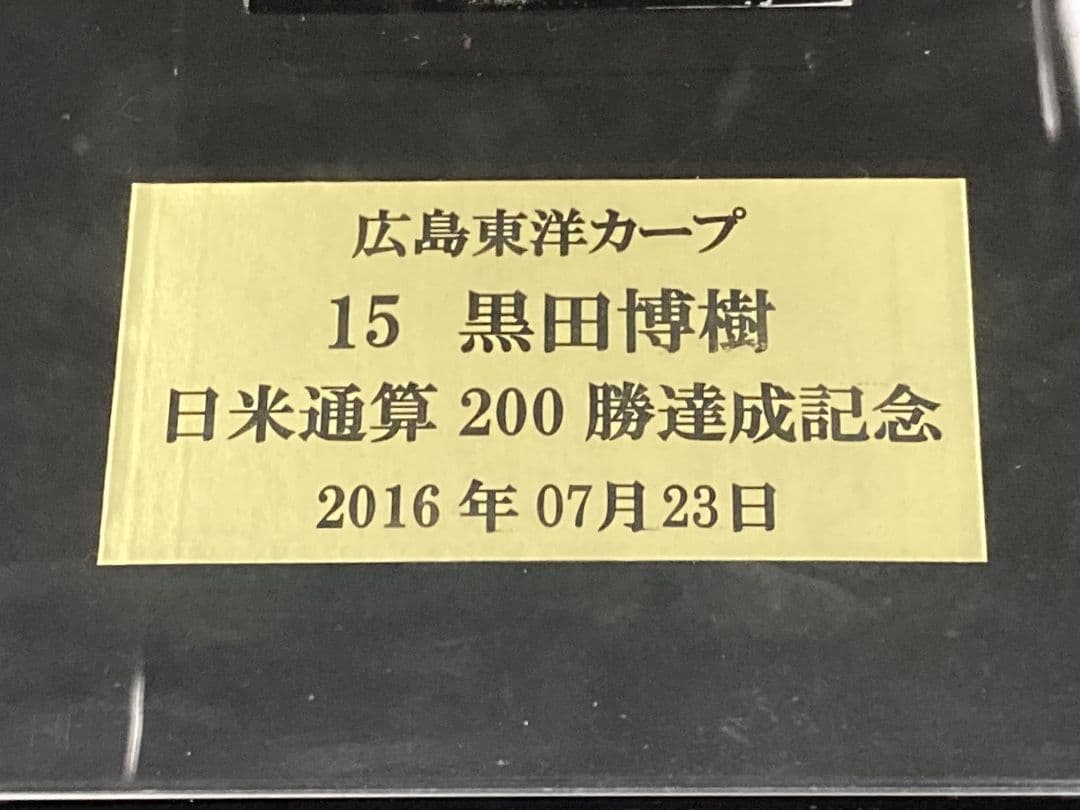 広島東洋カープ
15 黒田博樹
日米通算 200 勝達成記念
2016 年 07月 23日